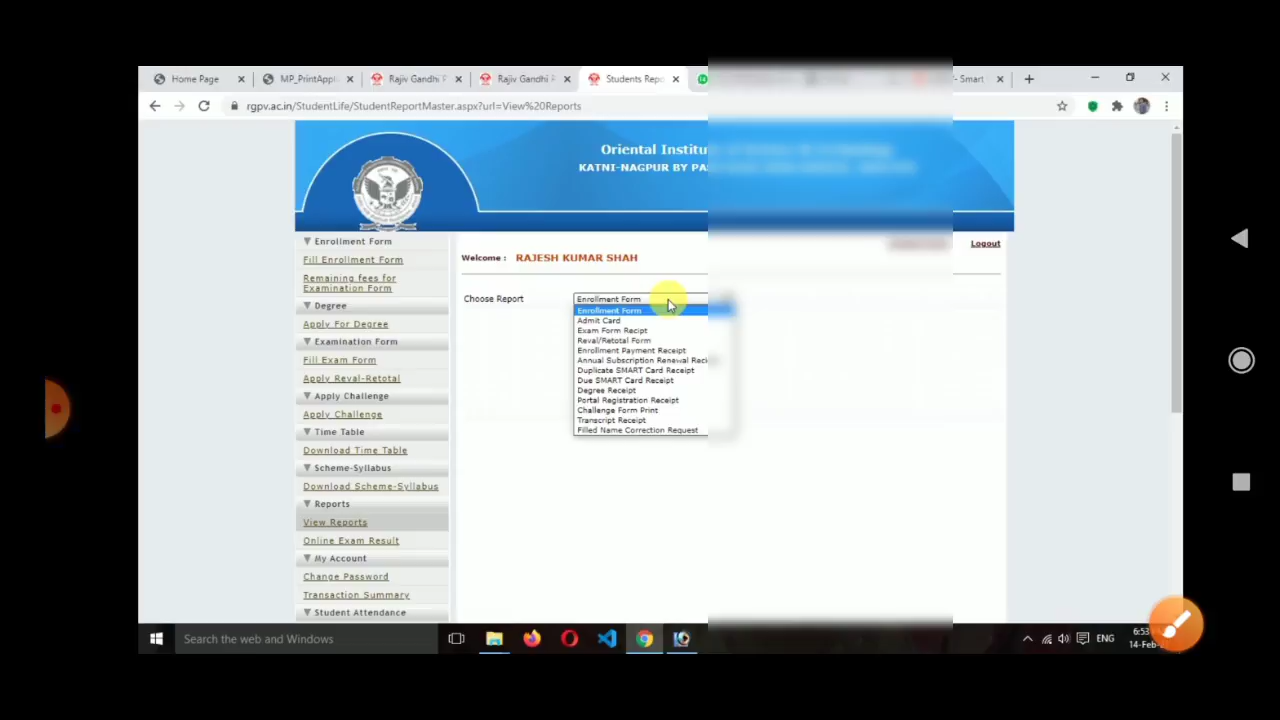 Home Page
MP_PrintAppli
Rajiv Gandhi P
Rajiv Gandhi P
Students Repo
- Smart
rgpv.ac.in/StudentLife/StudentReportMaster.aspx?url=View%20Reports
Oriental Institu
KATNI-NAGPUR BY PA
Logout
Welcome : RAJESH KUMAR SHAH
Choose Report
Enrollment Form
Enrollment Form
Admit Card
Exam Form Recipt
Reval/Retotal Form
Enrollment Payment Receipt
Annual Subscription Renewal Reci
Duplicate SMART Card Receipt
Due SMART Card Receipt
Degree Receipt
Portal Registration Receipt
Challenge Form Print
Transcript Receipt
Filled Name Correction Request
Enrollment Form
Fill Enrollment Form
Remaining fees for
Examination Form
Degree
Apply For Degree
Examination Form
Fill Exam Form
Apply Reval-Retotal
Apply Challenge
Apply Challenge
Time Table
Download Time Table
Scheme-Syllabus
Download Scheme-Syllabus
Reports
View Reports
Online Exam Result
My Account
Change Password
Transaction Summary
Student Attendance
Search the web and Windows
ENG
6:53
14-Feb-